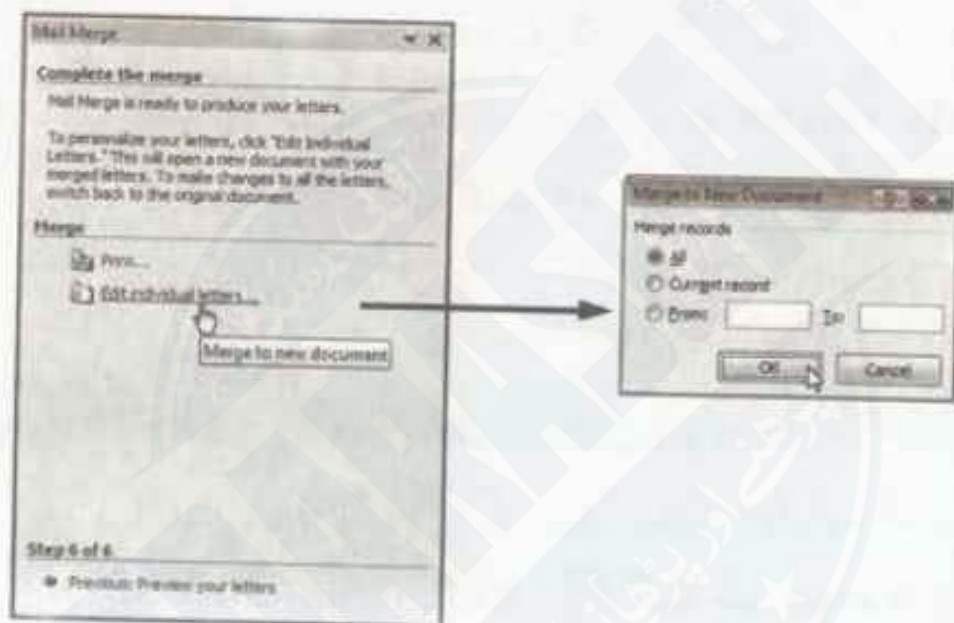 Mail Merge
Complete the merge
Mail Merge is ready to produce your letters.
To personalize your letters, click "Edit Individual
Letters." This will open a new document with your
merged letters. To make changes to all the letters,
switch back to the original document.
Merge
Print...
Edit individual letters...
Merge to new document
Step 6 of 6
Previous: Preview your letters
Merge to New Document
Merge records
All
Current record
From: To:
OK Cancel